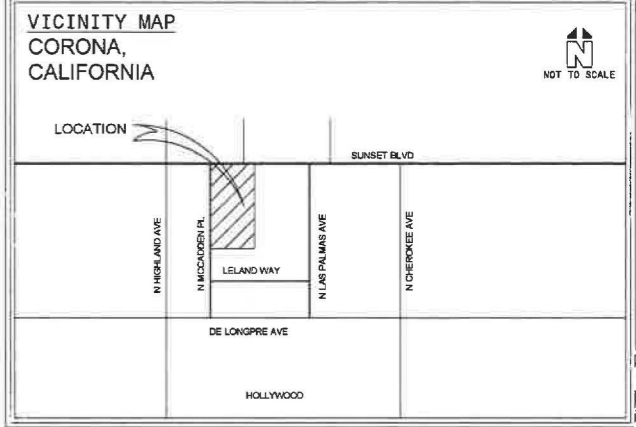 VICINITY MAP
CORONA,
CALIFORNIA
N
NOT TO SCALE
LOCATION
SUNSET BLVD
N HIGHLAND AVE
N MCCADDEN PL
N LAS PALMAS AVE
N CHEROKEE AVE
LELAND WAY
DE LONGPRE AVE
HOLLYWOOD